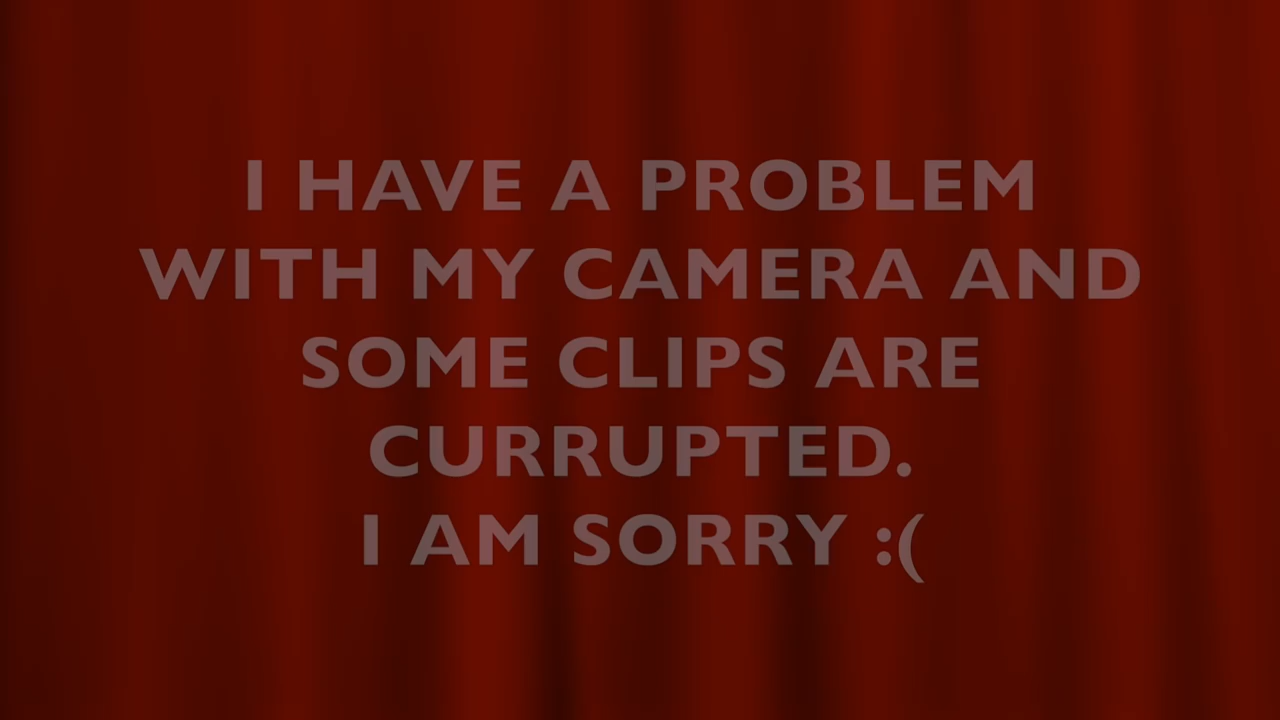 I HAVE A PROBLEM
WITH MY CAMERA AND
SOME CLIPS ARE
CURRUPTED.
I AM SORRY :(